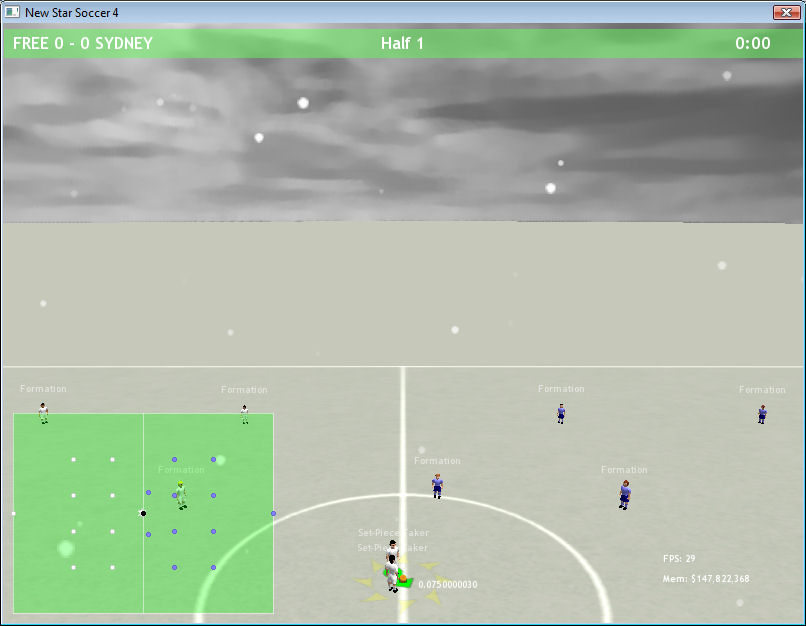 New Star Soccer 4
FREE 0 - 0 SYDNEY Half 1 0:00
Formation Formation Formation Formation
Formation Formation Formation
Set-Piece Taker
Set-Piece Taker
0.0750000030
FPS: 29
Mem: $147,822,368